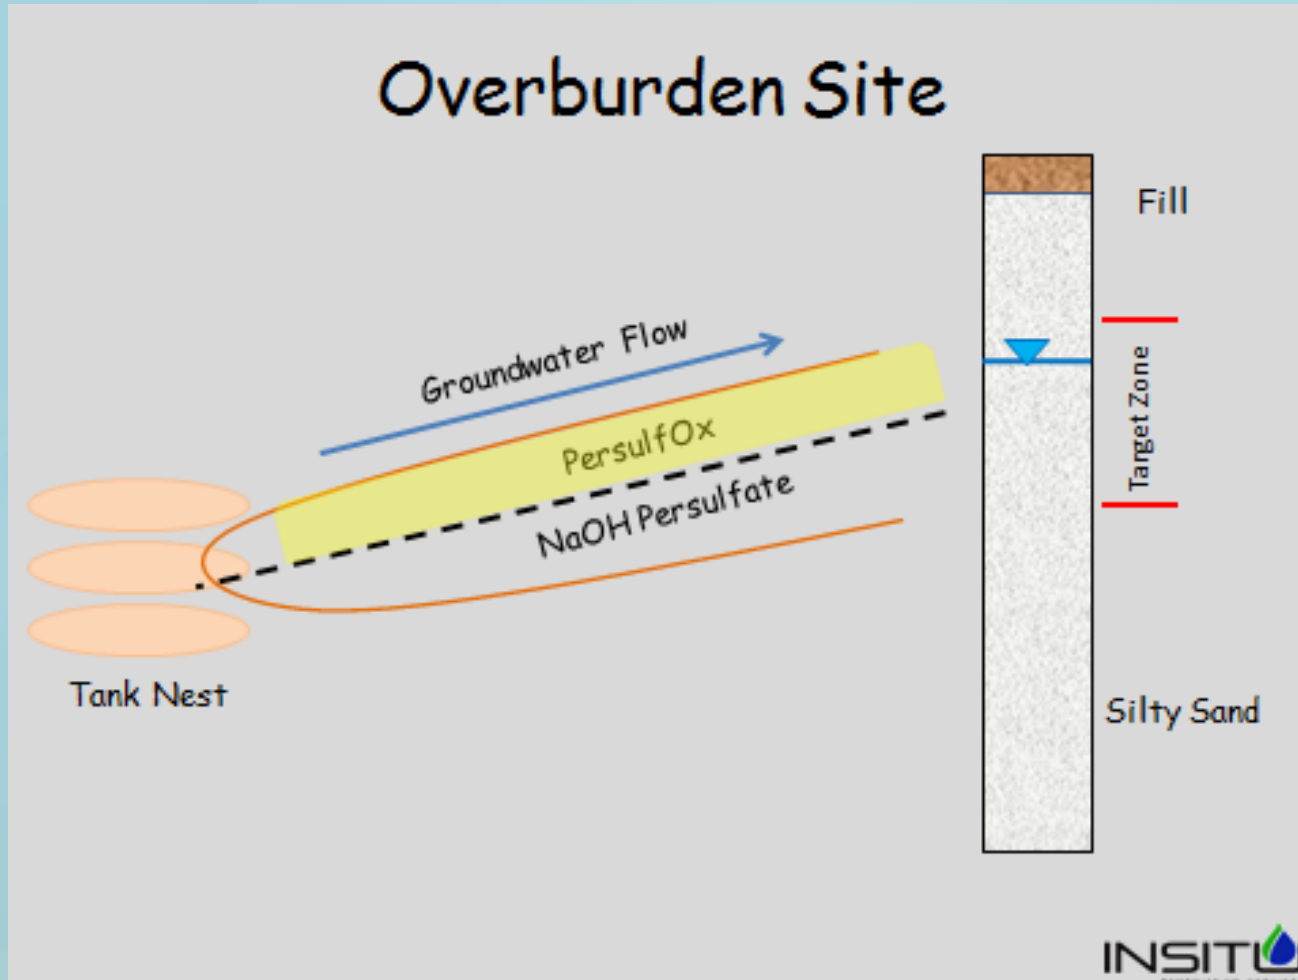 Overburden Site
Fill
Groundwater Flow
Target Zone
PersulfOx
NaOH Persulfate
Tank Nest
Silty Sand
INSITU